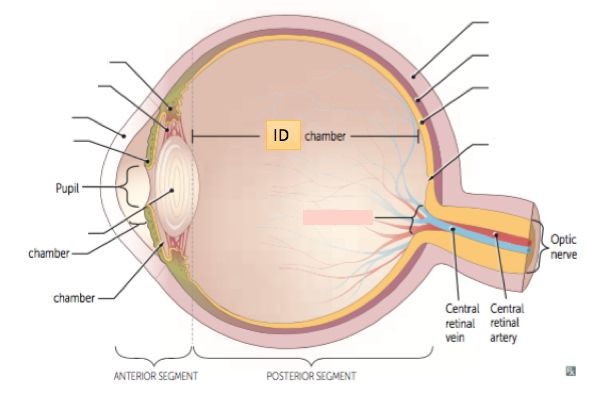 ID chamber
Pupil
chamber
chamber
Optic
nerve
Central
retinal
vein
Central
retinal
artery
ANTERIOR SEGMENT
POSTERIOR SEGMENT